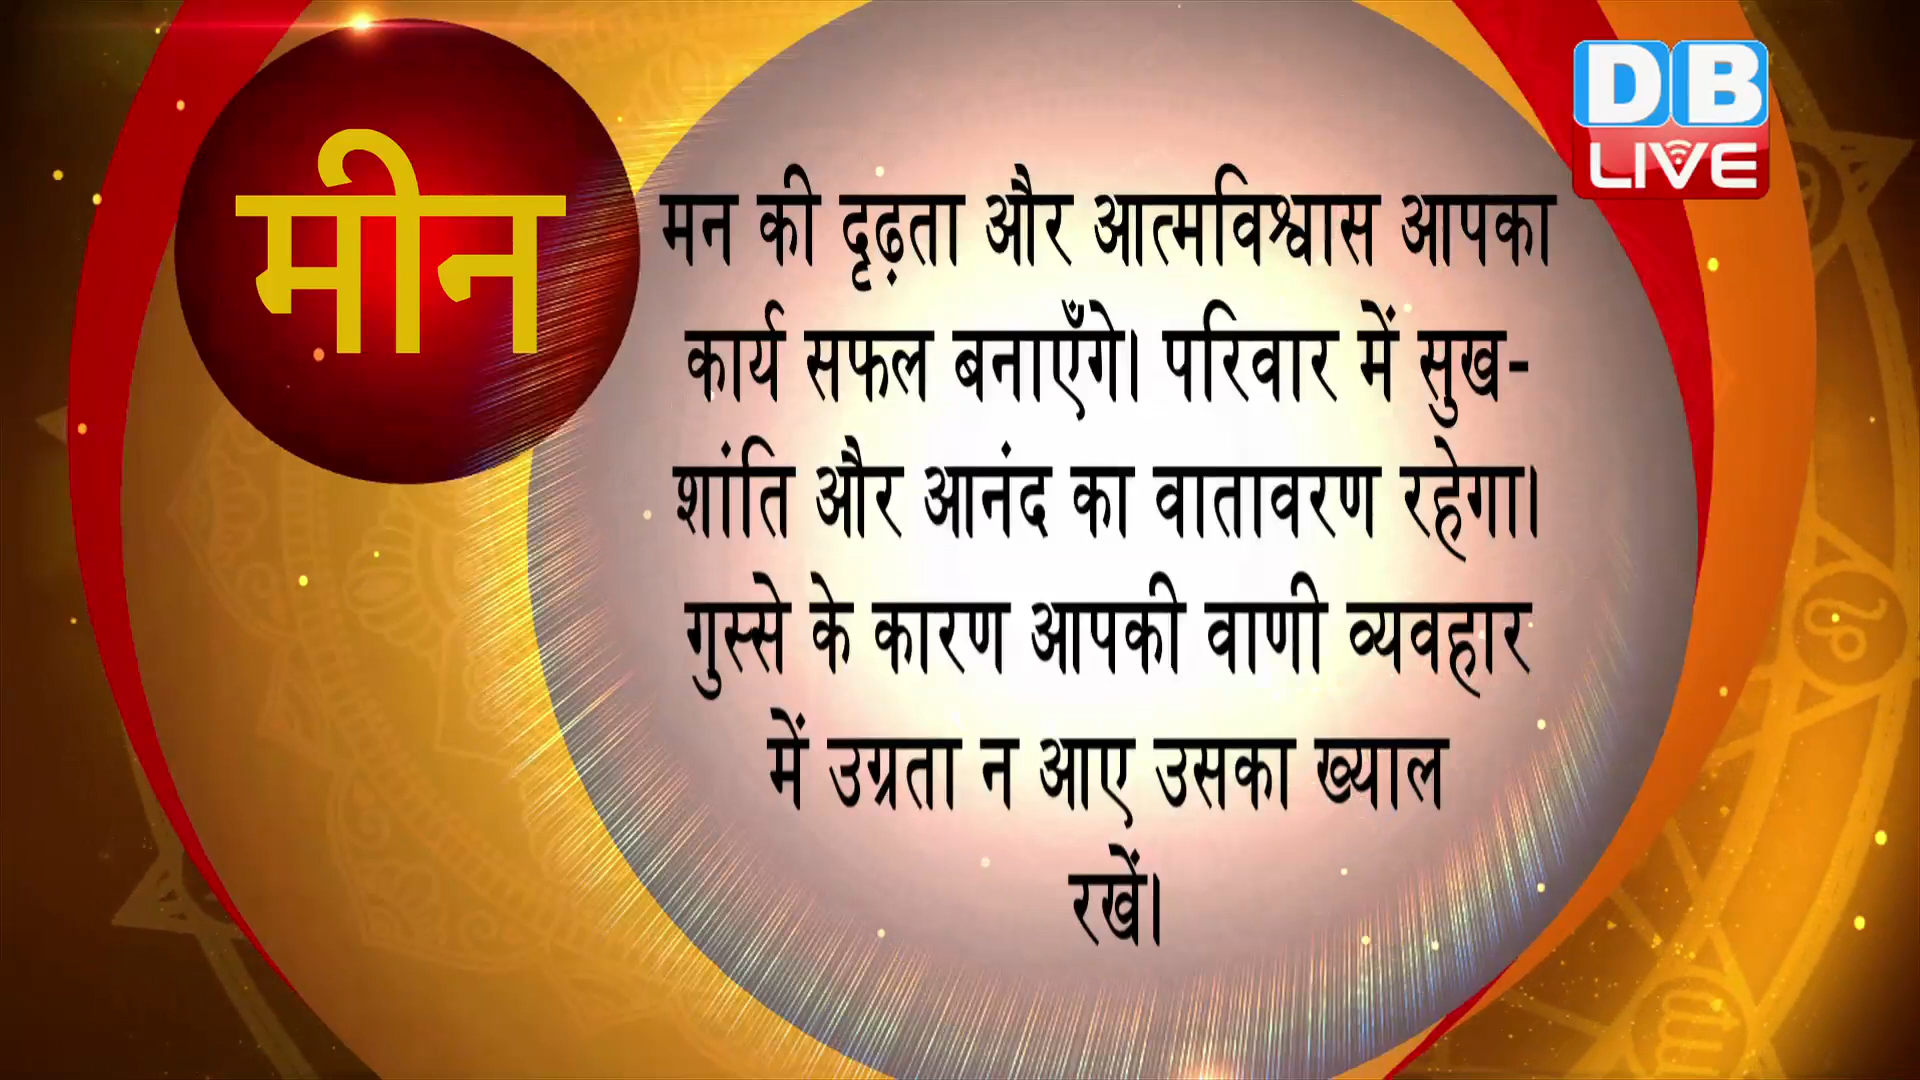 मीन
DB
LIVE
मन की दृढ़ता और आत्मविश्वास आपका
कार्य सफल बनाएँगे। परिवार में सुख-
शांति और आनंद का वातावरण रहेगा।
गुस्से के कारण आपकी वाणी व्यवहार
में उग्रता न आए उसका ख्याल
रखें।